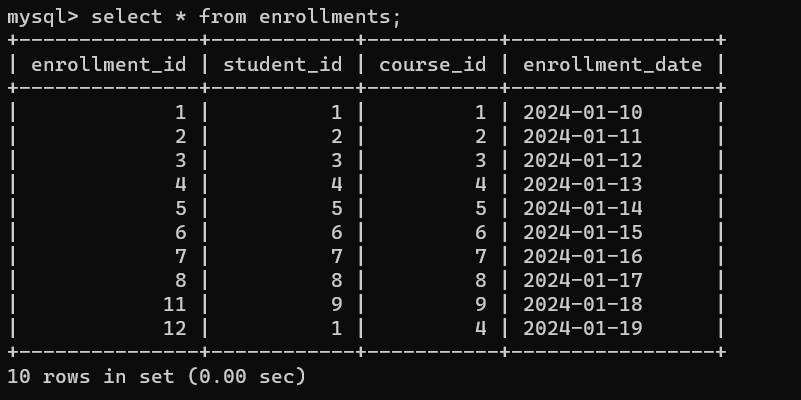 mysql> select * from enrollments;
+---------------+------------+-----------+-----------------+
| enrollment_id | student_id | course_id | enrollment_date |
+---------------+------------+-----------+-----------------+
|             1 |          1 |         1 | 2024-01-10      |
|             2 |          2 |         2 | 2024-01-11      |
|             3 |          3 |         3 | 2024-01-12      |
|             4 |          4 |         4 | 2024-01-13      |
|             5 |          5 |         5 | 2024-01-14      |
|             6 |          6 |         6 | 2024-01-15      |
|             7 |          7 |         7 | 2024-01-16      |
|             8 |          8 |         8 | 2024-01-17      |
|            11 |          9 |         9 | 2024-01-18      |
|            12 |          1 |         4 | 2024-01-19      |
+---------------+------------+-----------+-----------------+
10 rows in set (0.00 sec)